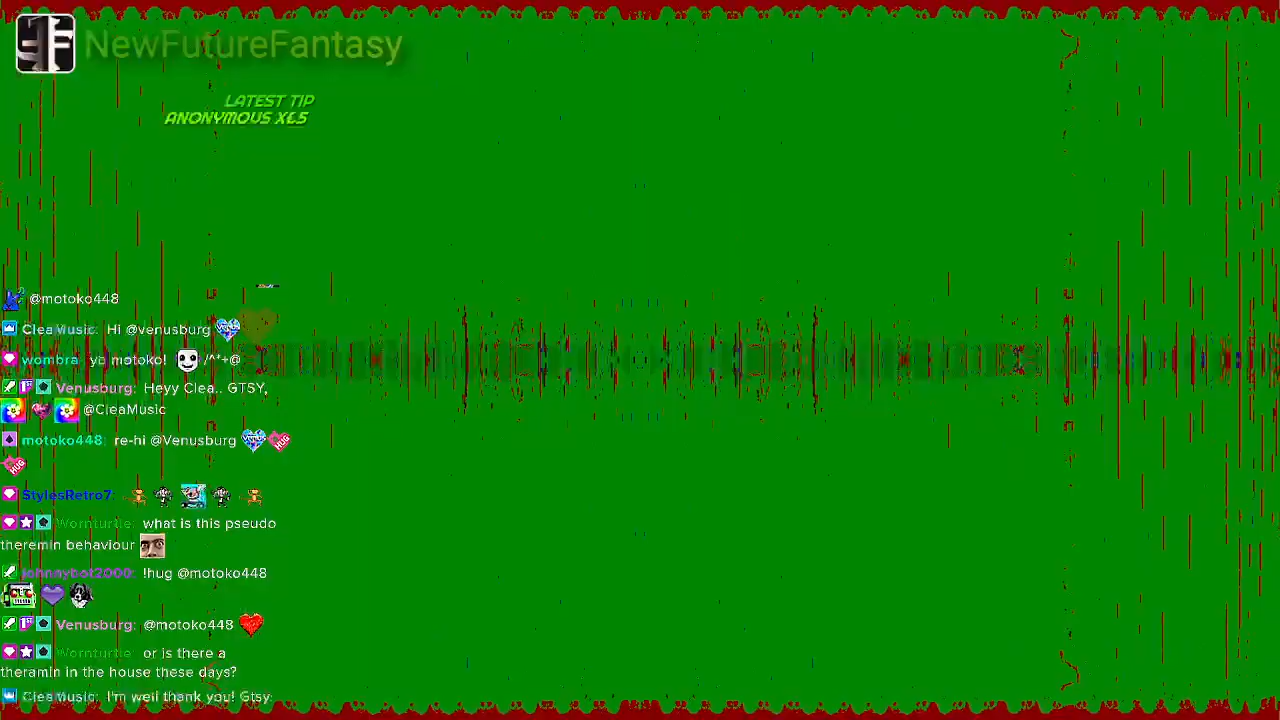 NewFutureFantasy
LATEST TIP
ANONYMOUS X£5
@motoko448
CleaMusic: Hi @venusburg
wombra: yo motoko! /^*+@
Venusburg: Heyy Clea.. GTSY,
@CleaMusic
motoko448: re-hi @Venusburg
HUG
HUG
StylesRetro7:
Wornturtle: what is this pseudo
theremin behaviour
johnnybot2000: !hug @motoko448
Venusburg: @motoko448
Wornturtle: or is there a
theramin in the house these days?
CleaMusic: I'm well thank you! Gtsy